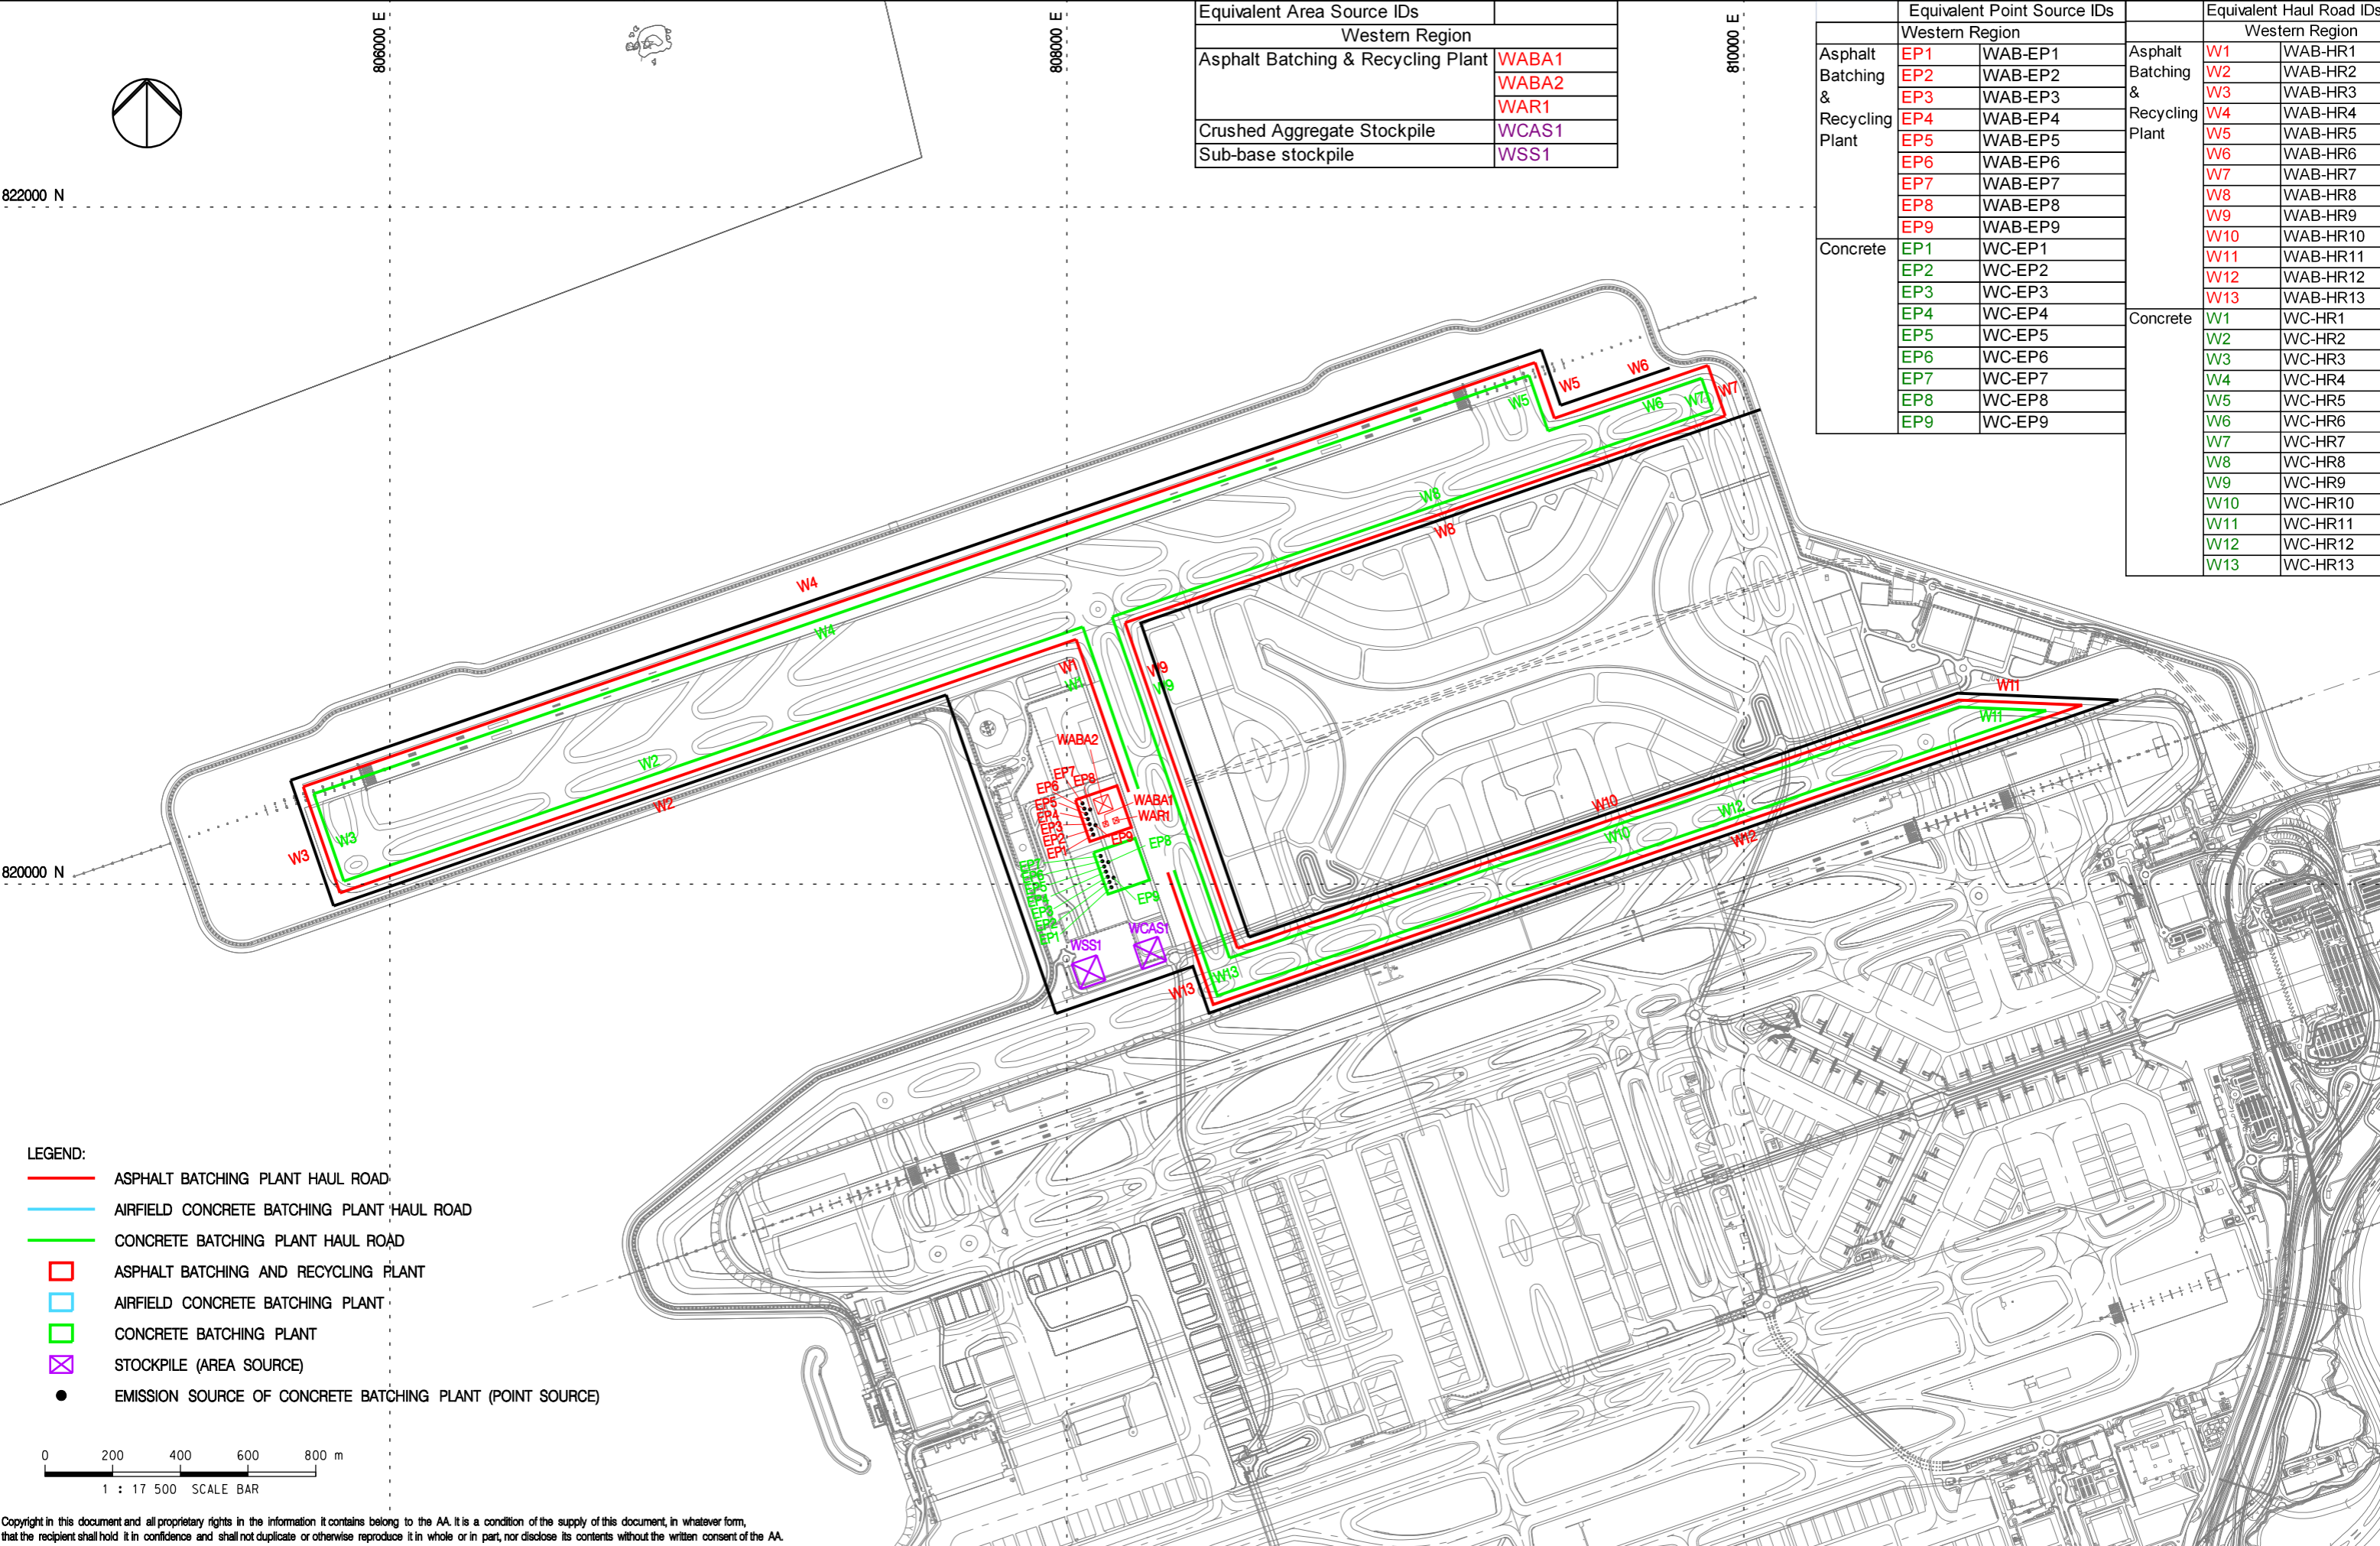 806000 E
808000 E
810000 E
822000 N
820000 N
Equivalent Area Source IDs
Western Region
Asphalt Batching & Recycling Plant WABA1
WABA2
WAR1
Crushed Aggregate Stockpile WCAS1
Sub-base stockpile WSS1
Equivalent Point Source IDs
Western Region
Asphalt EP1 WAB-EP1
Batching EP2 WAB-EP2
& EP3 WAB-EP3
Recycling EP4 WAB-EP4
Plant EP5 WAB-EP5
EP6 WAB-EP6
EP7 WAB-EP7
EP8 WAB-EP8
EP9 WAB-EP9
Concrete EP1 WC-EP1
EP2 WC-EP2
EP3 WC-EP3
EP4 WC-EP4
EP5 WC-EP5
EP6 WC-EP6
EP7 WC-EP7
EP8 WC-EP8
EP9 WC-EP9
Equivalent Haul Road IDs
Western Region
Asphalt W1 WAB-HR1
Batching W2 WAB-HR2
& W3 WAB-HR3
Recycling W4 WAB-HR4
Plant W5 WAB-HR5
W6 WAB-HR6
W7 WAB-HR7
W8 WAB-HR8
W9 WAB-HR9
W10 WAB-HR10
W11 WAB-HR11
W12 WAB-HR12
W13 WAB-HR13
Concrete W1 WC-HR1
W2 WC-HR2
W3 WC-HR3
W4 WC-HR4
W5 WC-HR5
W6 WC-HR6
W7 WC-HR7
W8 WC-HR8
W9 WC-HR9
W10 WC-HR10
W11 WC-HR11
W12 WC-HR12
W13 WC-HR13
W6
W5
W7
W5
W6
W7
W8
W8
W4
W4
W1
W1
W9
W9
W11
W11
WABA2
W2
W2
W3
W3
EP7
EP8
EP6
EP5
EP4
EP3
EP2
EP1
WABA1
WAR1
EP9
EP8
EP7
EP9
EP2
EP1
W10
W10
W12
W12
WCAS1
WSS1
W13
W13
LEGEND:
ASPHALT BATCHING PLANT HAUL ROAD
AIRFIELD CONCRETE BATCHING PLANT HAUL ROAD
CONCRETE BATCHING PLANT HAUL ROAD
ASPHALT BATCHING AND RECYCLING PLANT
AIRFIELD CONCRETE BATCHING PLANT
CONCRETE BATCHING PLANT
STOCKPILE (AREA SOURCE)
EMISSION SOURCE OF CONCRETE BATCHING PLANT (POINT SOURCE)
0 200 400 600 800 m
1 : 17 500 SCALE BAR
Copyright in this document and all proprietary rights in the information it contains belong to the AA. It is a condition of the supply of this document, in whatever form,
that the recipient shall hold it in confidence and shall not duplicate or otherwise reproduce it in whole or in part, nor disclose its contents without the written consent of the AA.